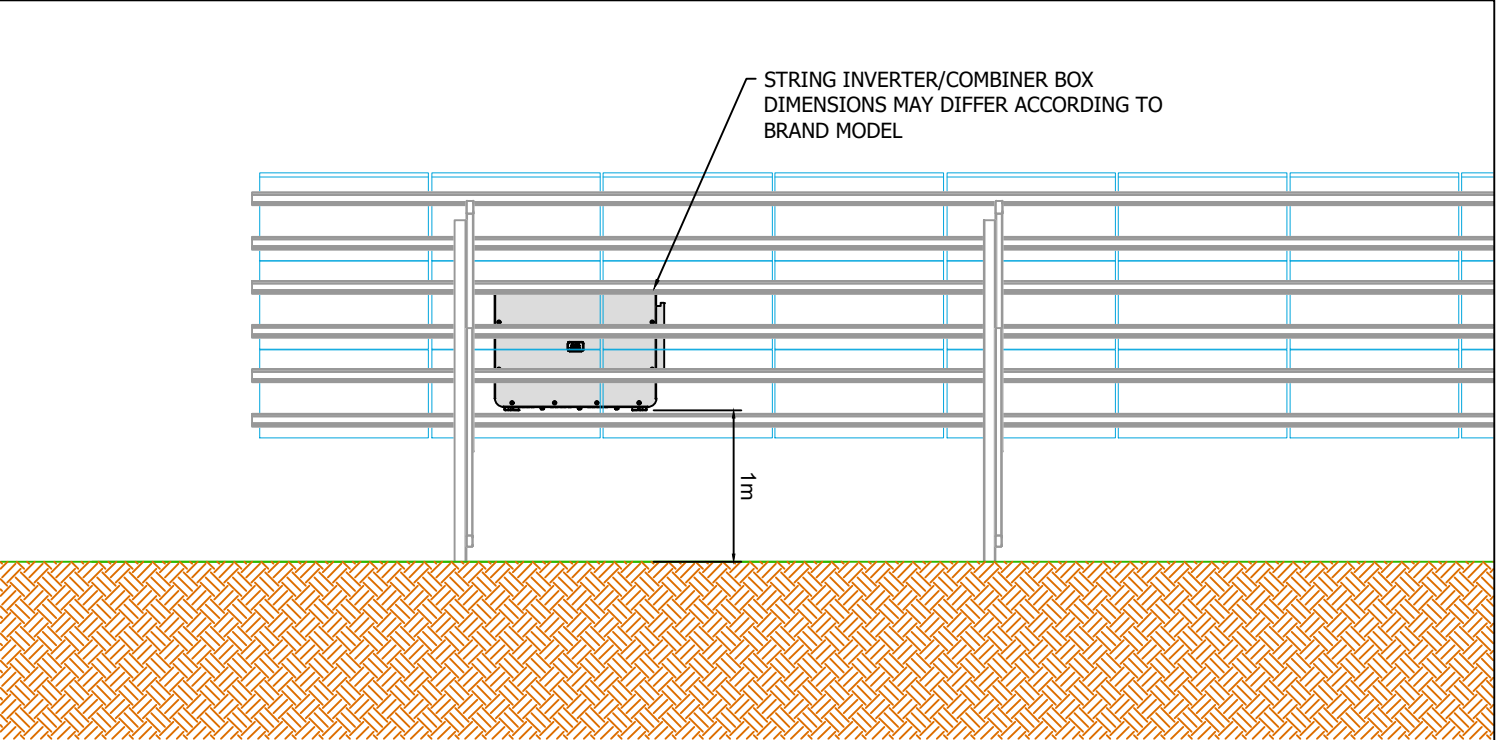 STRING INVERTER/COMBINER BOX
DIMENSIONS MAY DIFFER ACCORDING TO
BRAND MODEL
1m